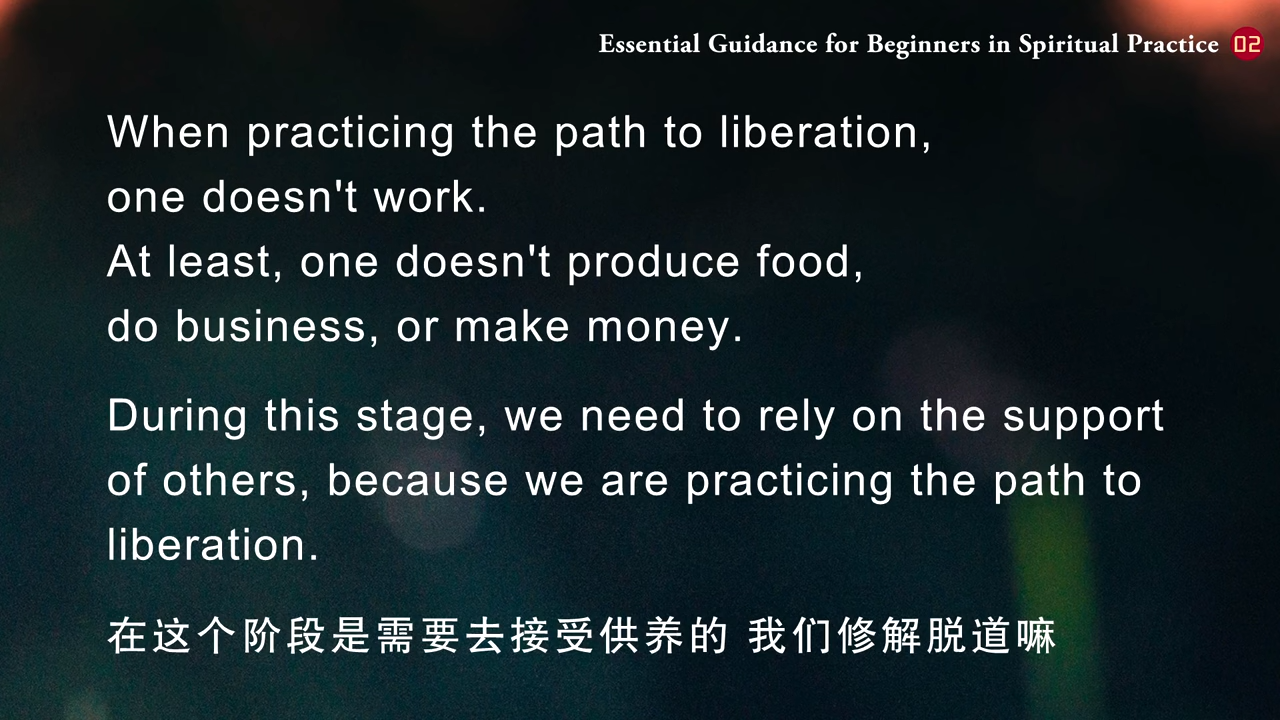 Essential Guidance for Beginners in Spiritual Practice 02
When practicing the path to liberation,
one doesn't work.
At least, one doesn't produce food,
do business, or make money.
During this stage, we need to rely on the support
of others, because we are practicing the path to
liberation.
在这个阶段是需要去接受供养的 我们修解脱道嘛